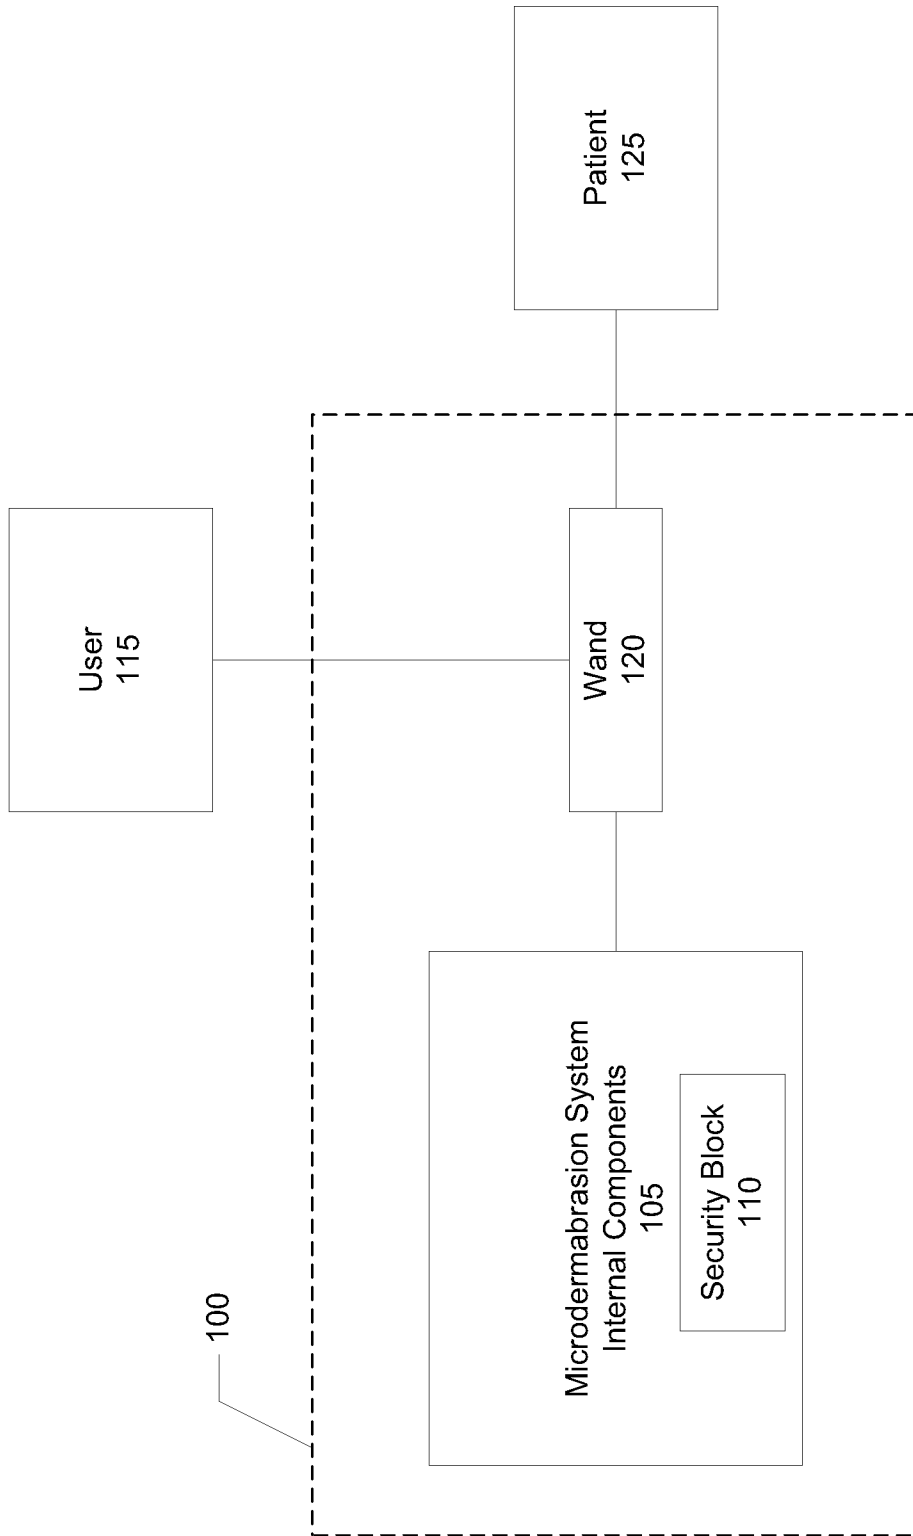 User
115
100
Microdermabrasion System
Internal Components
105
Security Block
110
Wand
120
Patient
125